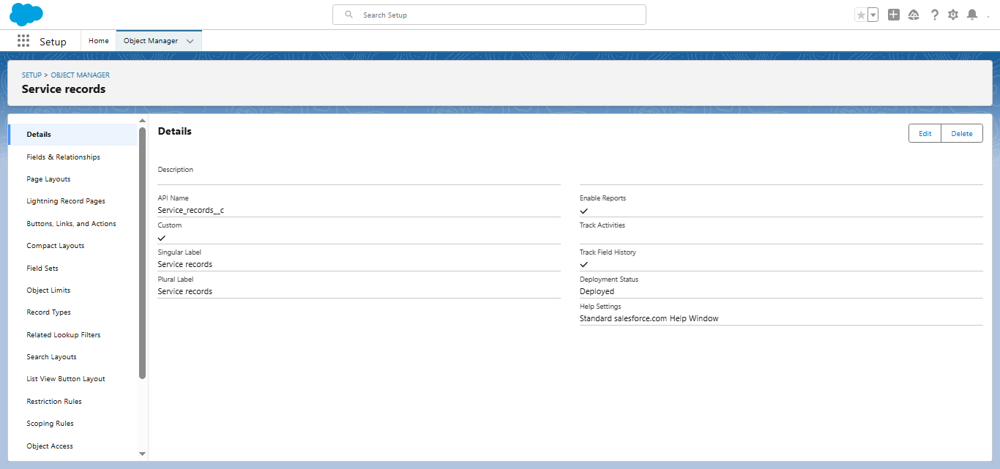 Search Setup
Setup
Home
Object Manager
SETUP > OBJECT MANAGER
Service records
Details
Fields & Relationships
Page Layouts
Lightning Record Pages
Buttons, Links, and Actions
Compact Layouts
Field Sets
Object Limits
Record Types
Related Lookup Filters
Search Layouts
List View Button Layout
Restriction Rules
Scoping Rules
Object Access
Details
Edit
Delete
Description
API Name
Service_records__c
Custom
Singular Label
Service records
Plural Label
Service records
Enable Reports
Track Activities
Track Field History
Deployment Status
Deployed
Help Settings
Standard salesforce.com Help Window